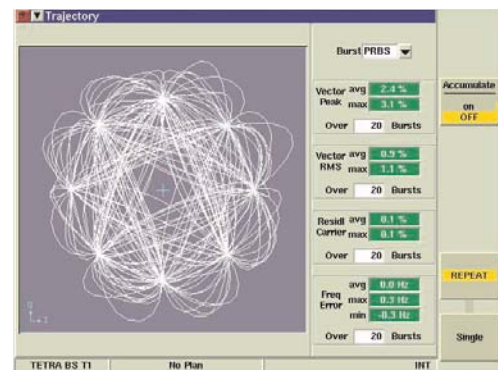 Trajectory
Burst PRBS
Vector Peak avg 2.4 %
max 3.1 %
Over 20 Bursts
Vector RMS avg 0.9 %
max 1.1 %
Over 20 Bursts
Residl Carrier avg 0.1 %
max 0.1 %
Over 20 Bursts
Freq Error avg 0.0 Hz
max 0.3 Hz
min -0.3 Hz
Over 20 Bursts
Accumulate
on
OFF
REPEAT
Single
Q
I
TETRA BS T1 No Plan INT